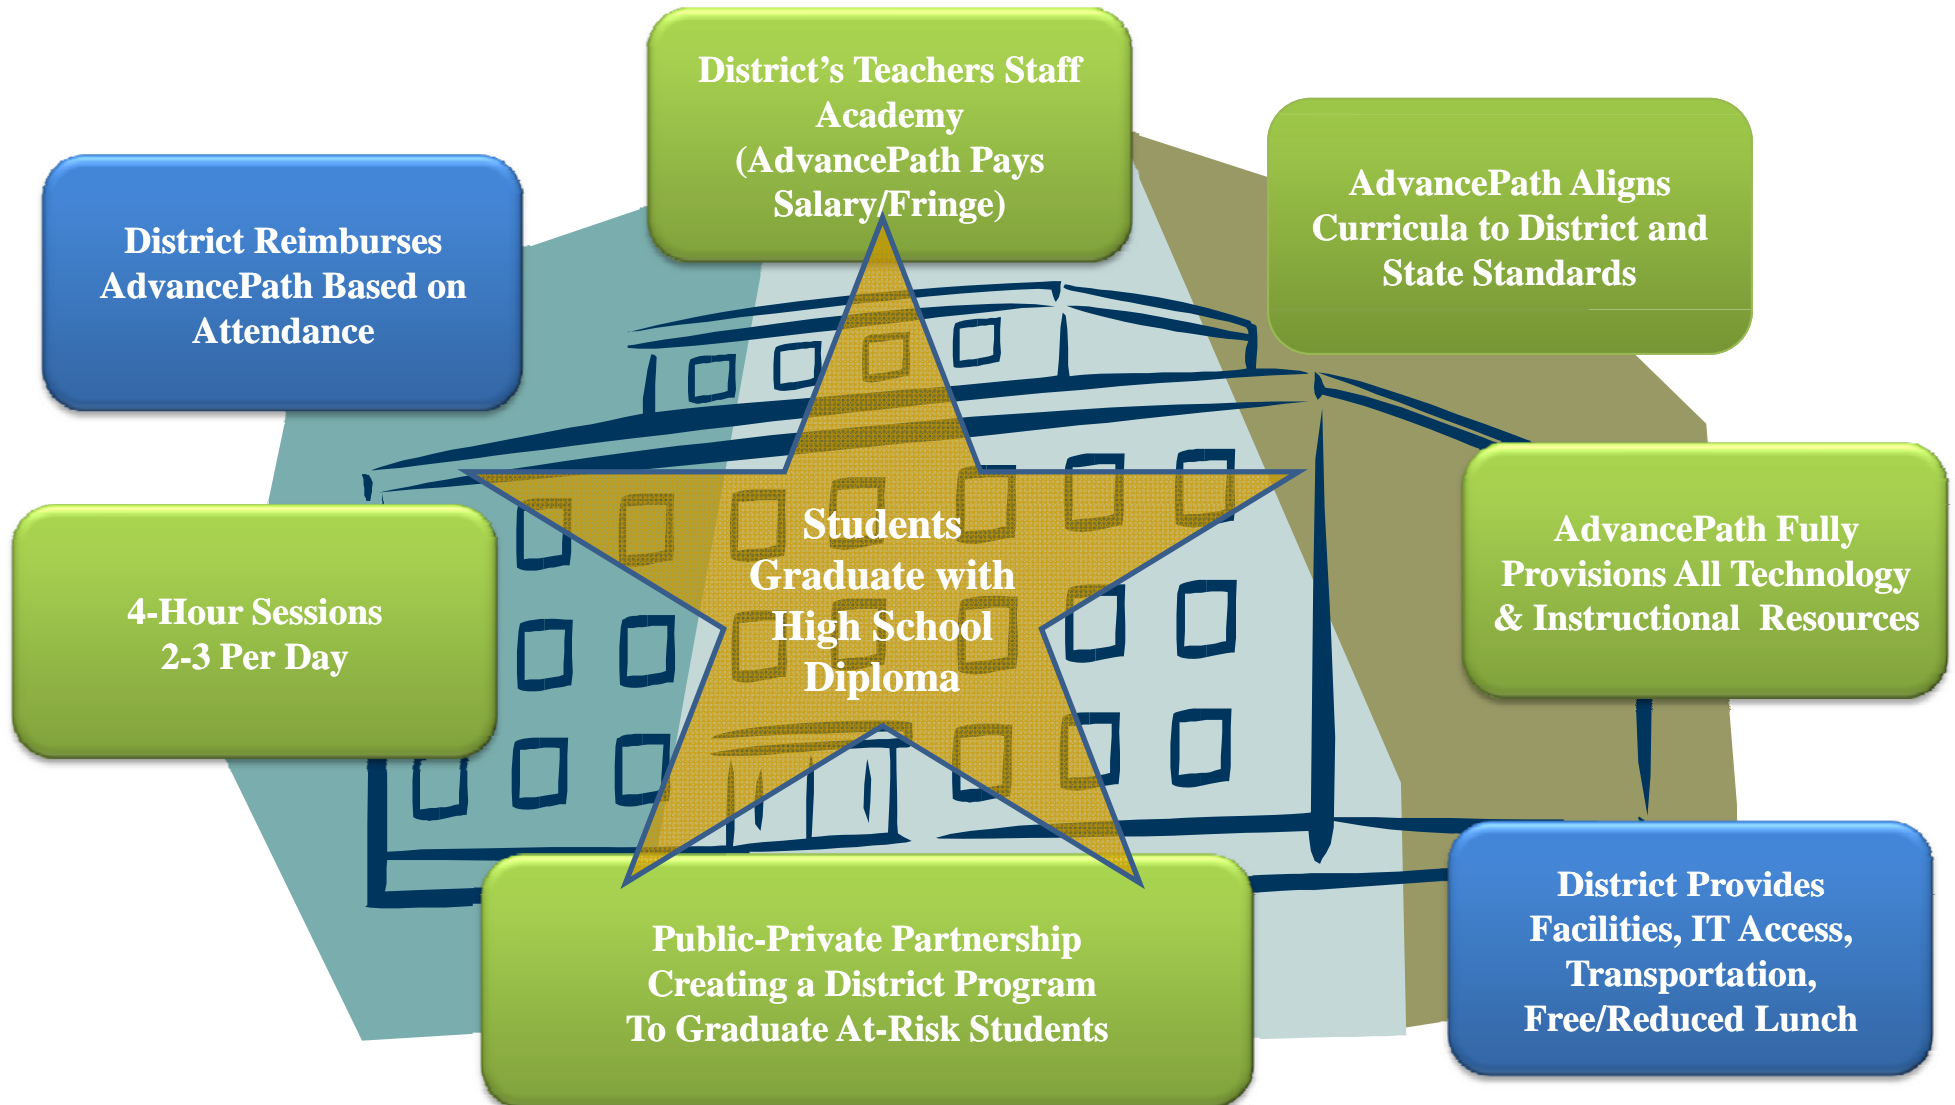 District’s Teachers Staff
Academy
(AdvancePath Pays
Salary/Fringe)
AdvancePath Aligns
Curricula to District and
State Standards
District Reimburses
AdvancePath Based on
Attendance
AdvancePath Fully
Provisions All Technology
& Instructional  Resources
4-Hour Sessions
2-3 Per Day
Students
Graduate with
High School
Diploma
District Provides
Facilities, IT Access,
Transportation,
Free/Reduced Lunch
Public-Private Partnership
Creating a District Program
To Graduate At-Risk Students